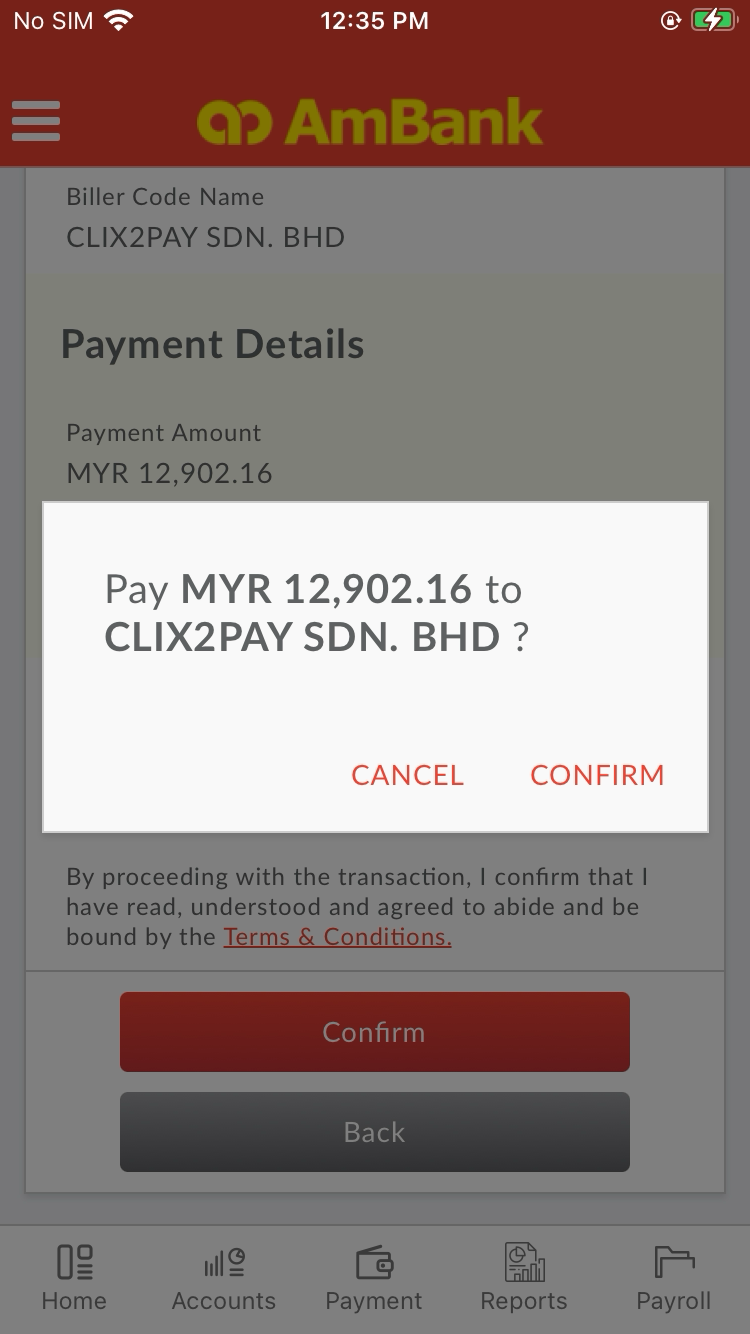 No SIM 12:35 PM
AmBank
Biller Code Name
CLIX2PAY SDN. BHD
Payment Details
Payment Amount
MYR 12,902.16
Pay MYR 12,902.16 to
CLIX2PAY SDN. BHD ?
CANCEL CONFIRM
By proceeding with the transaction, I confirm that I
have read, understood and agreed to abide and be
bound by the Terms & Conditions.
Confirm
Back
Home Accounts Payment Reports Payroll